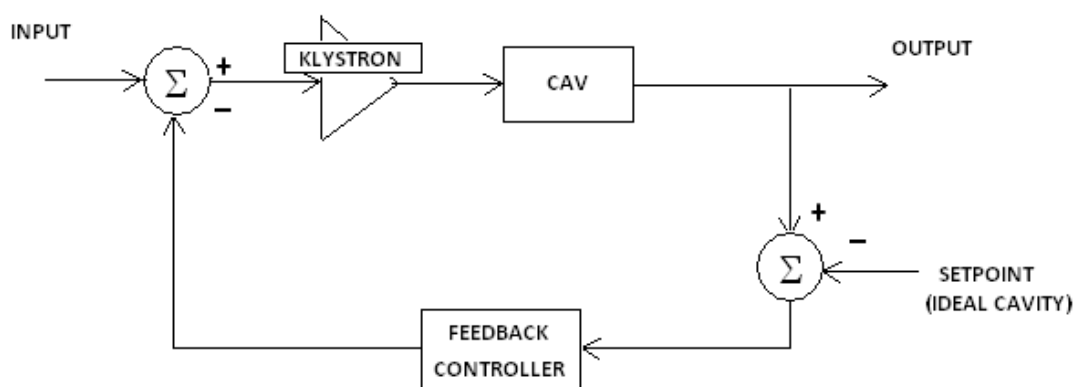 INPUT
Σ
+
−
KLYSTRON
CAV
OUTPUT
+
−
Σ
SETPOINT
(IDEAL CAVITY)
FEEDBACK
CONTROLLER